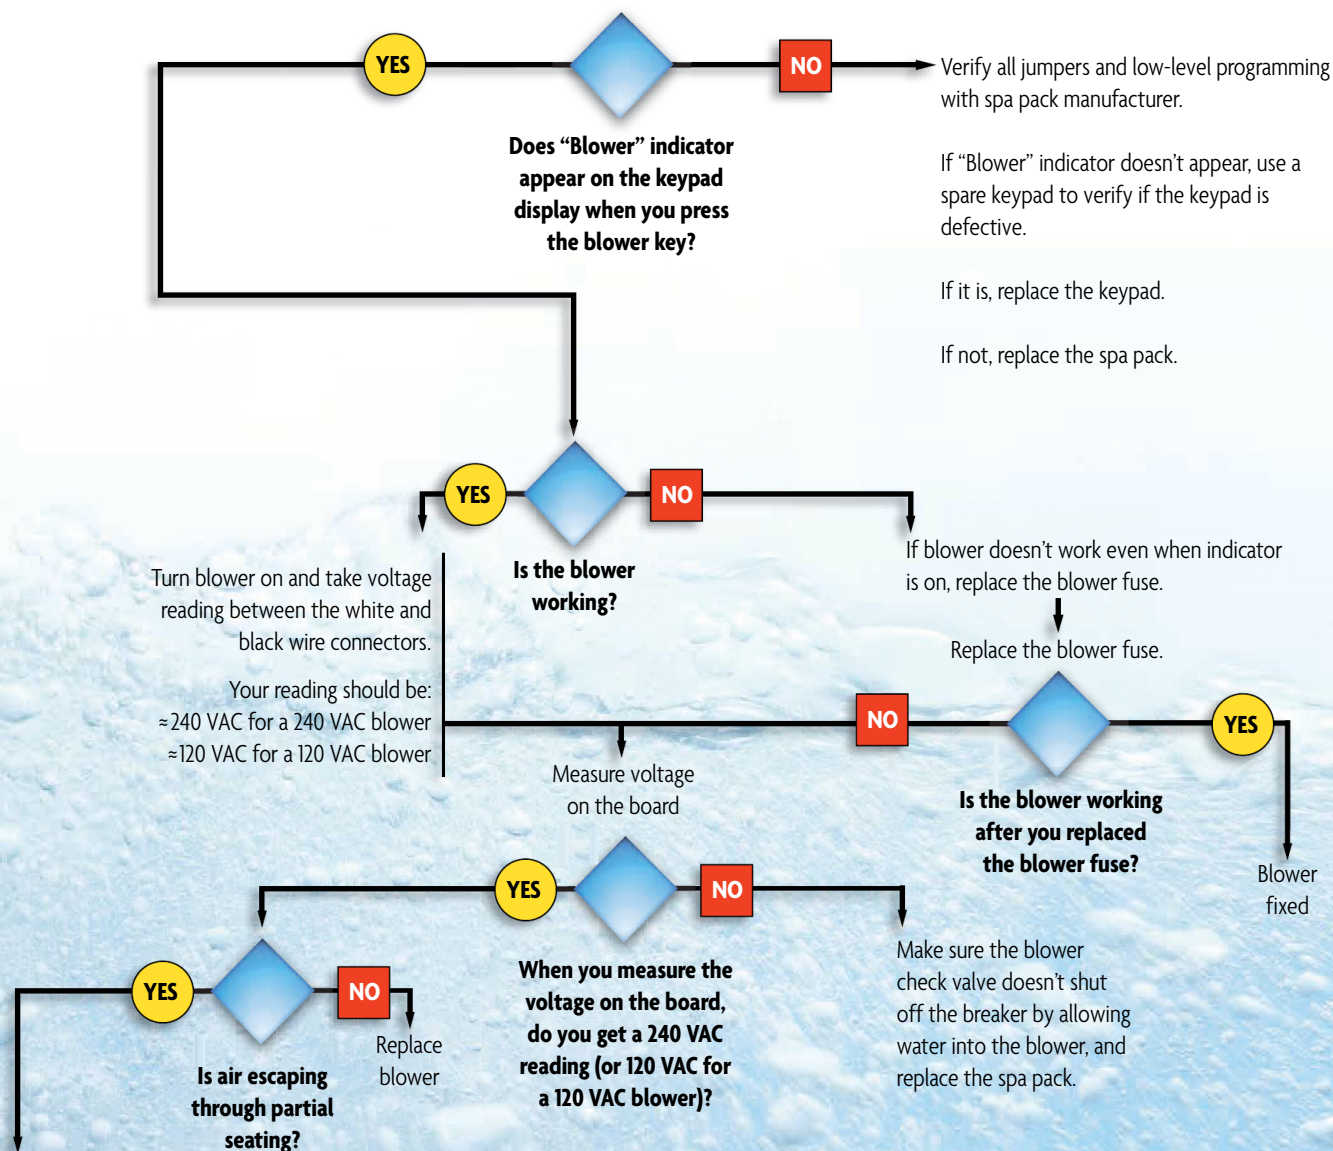 YES
NO
Verify all jumpers and low-level programming
with spa pack manufacturer.
If “Blower” indicator doesn’t appear, use a
spare keypad to verify if the keypad is
defective.
If it is, replace the keypad.
If not, replace the spa pack.
Does “Blower” indicator
appear on the keypad
display when you press
the blower key?
YES
NO
Is the blower
working?
Turn blower on and take voltage
reading between the white and
black wire connectors.
Your reading should be:
≈240 VAC for a 240 VAC blower
≈120 VAC for a 120 VAC blower
If blower doesn’t work even when indicator
is on, replace the blower fuse.
Replace the blower fuse.
NO
YES
Is the blower working
after you replaced
the blower fuse?
Blower
fixed
Measure voltage
on the board
YES
NO
When you measure the
voltage on the board,
do you get a 240 VAC
reading (or 120 VAC for
a 120 VAC blower)?
Make sure the blower
check valve doesn’t shut
off the breaker by allowing
water into the blower, and
replace the spa pack.
YES
NO
Replace
blower
Is air escaping
through partial
seating?